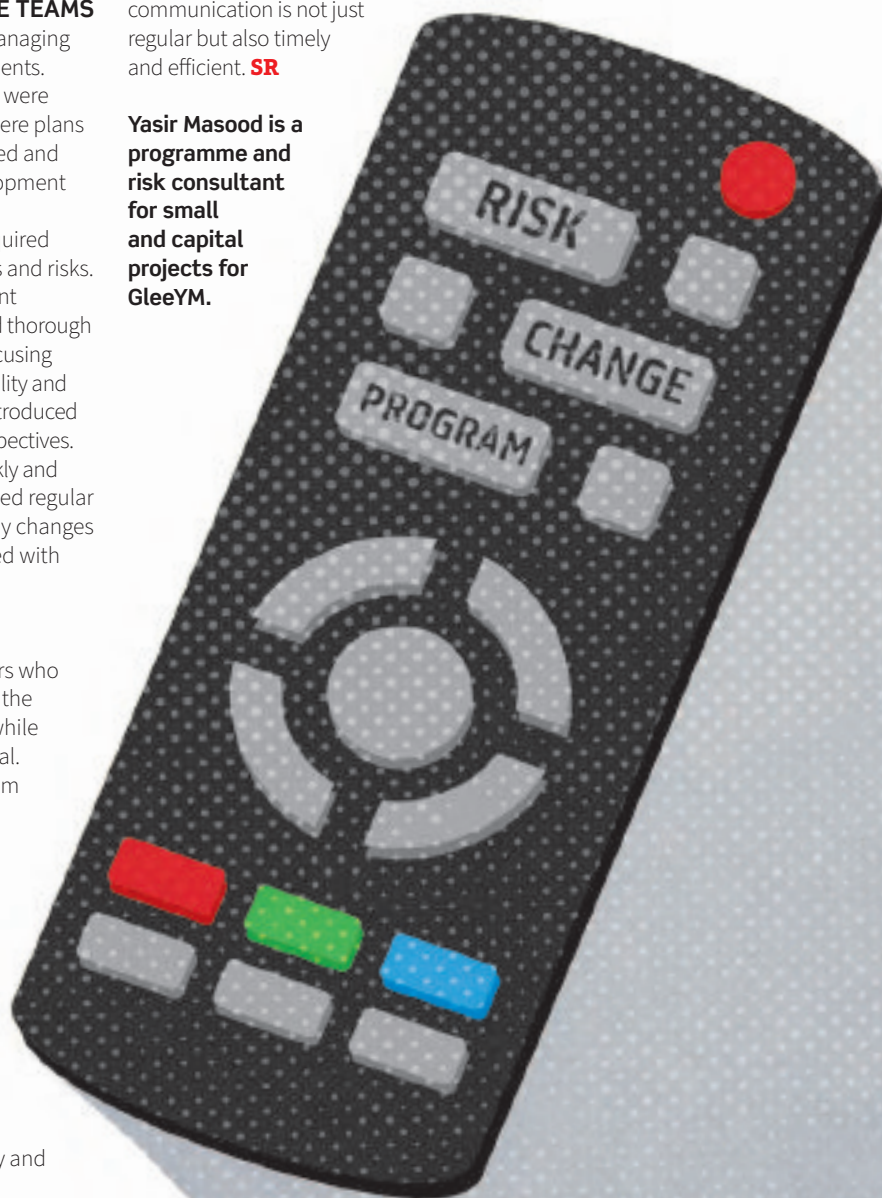 E TEAMS
anaging
ents.
were
ere plans
ed and
opment
uired
s and risks.
nt
d thorough
cusing
lity and
troduced
pectives.
kly and
ed regular
y changes
ed with
rs who
the
while
al.
m
y and
communication is not just
regular but also timely
and efficient. SR
Yasir Masood is a
programme and
risk consultant
for small
and capital
projects for
GleeYM.
RISK
CHANGE
PROGRAM